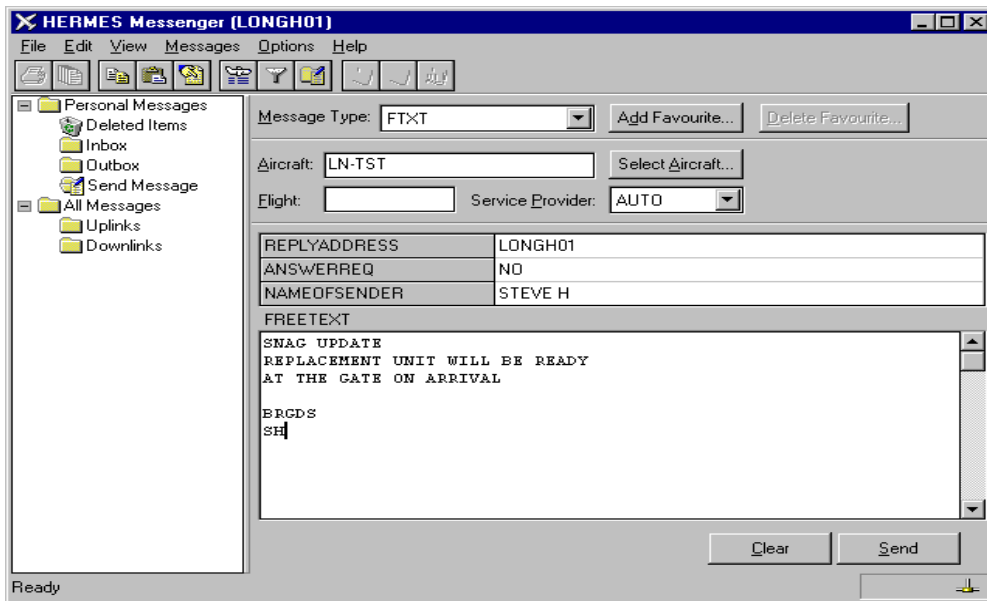 HERMES Messenger (LONGH01)
File Edit View Messages Options Help
Personal Messages
Deleted Items
Inbox
Outbox
Send Message
All Messages
Uplinks
Downlinks
Message Type: FTXT Add Favourite... Delete Favourite...
Aircraft: LN-TST Select Aircraft...
Flight: Service Provider: AUTO
REPLYADDRESS LONGH01
ANSWERREQ NO
NAMEOFSENDER STEVE H
FREETEXT
SNAG UPDATE
REPLACEMENT UNIT WILL BE READY
AT THE GATE ON ARRIVAL
BRGDS
SH
Clear Send
Ready